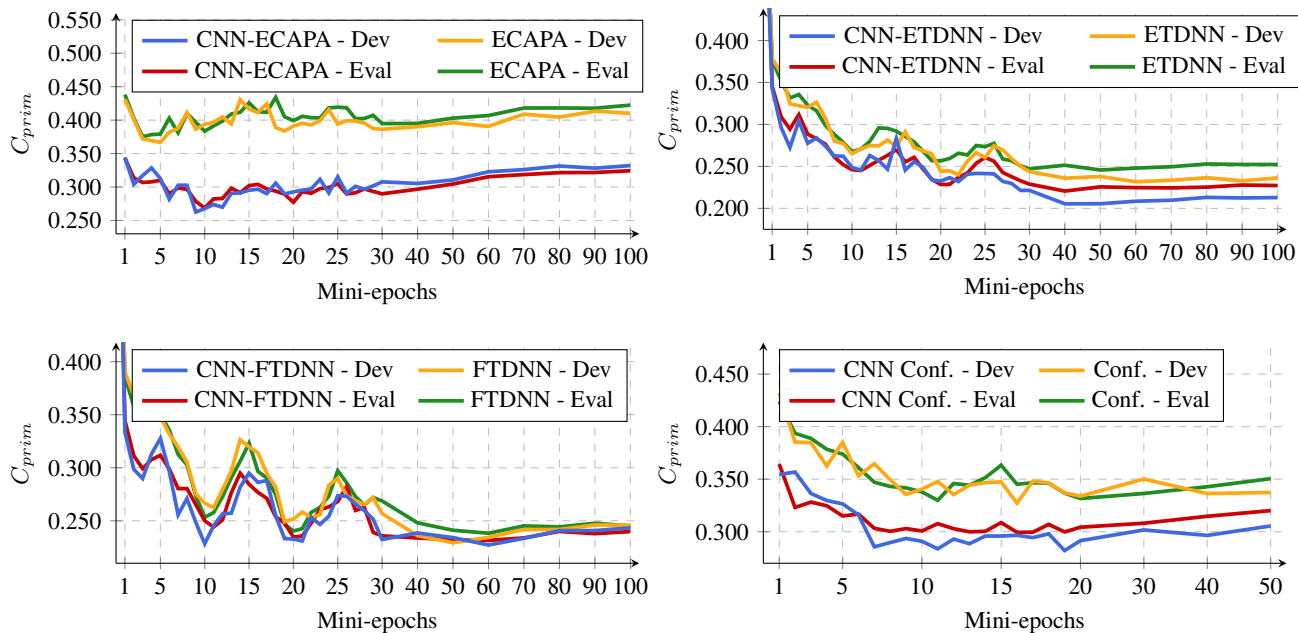 0.550
0.500
0.450
0.400
0.350
0.300
0.250
C_prim
CNN-ECAPA - Dev ECAPA - Dev
CNN-ECAPA - Eval ECAPA - Eval
1 5 10 15 20 25 30 40 50 60 70 80 90 100
Mini-epochs
0.400
0.350
0.300
0.250
0.200
C_prim
CNN-ETDNN - Dev ETDNN - Dev
CNN-ETDNN - Eval ETDNN - Eval
1 5 10 15 20 25 30 40 50 60 70 80 90 100
Mini-epochs
0.400
0.350
0.300
0.250
C_prim
CNN-FTDNN - Dev FTDNN - Dev
CNN-FTDNN - Eval FTDNN - Eval
1 5 10 15 20 25 30 40 50 60 70 80 90 100
Mini-epochs
0.450
0.400
0.350
0.300
C_prim
CNN Conf. - Dev Conf. - Dev
CNN Conf. - Eval Conf. - Eval
1 5 10 15 20 30 40 50
Mini-epochs